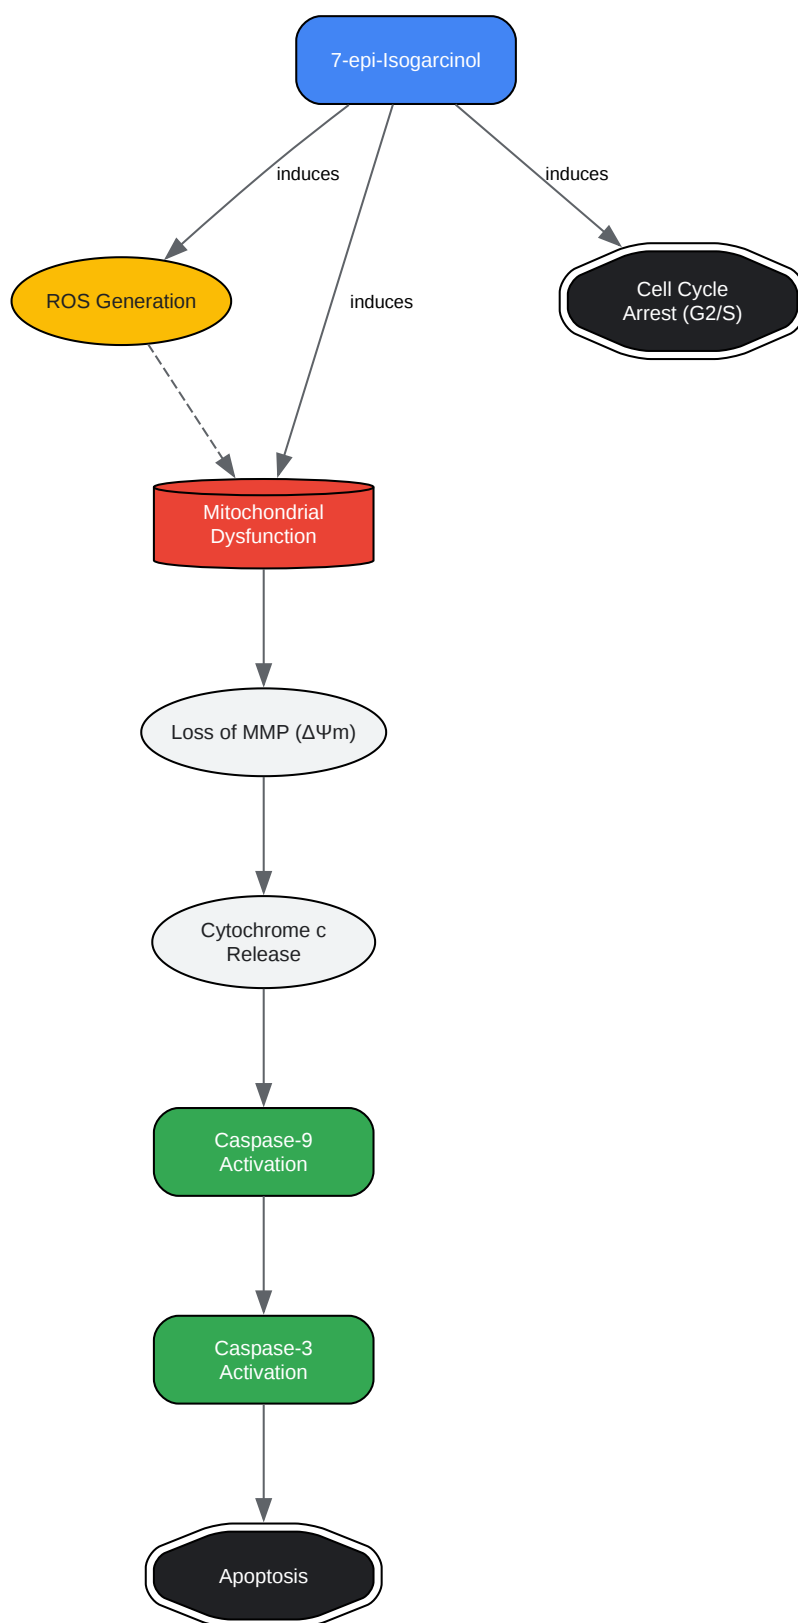 7-epi-Isogarcinol
induces
induces
Cell Cycle
Arrest (G2/S)
ROS Generation
induces
Mitochondrial
Dysfunction
Loss of MMP (ΔΨm)
Cytochrome c
Release
Caspase-9
Activation
Caspase-3
Activation
Apoptosis